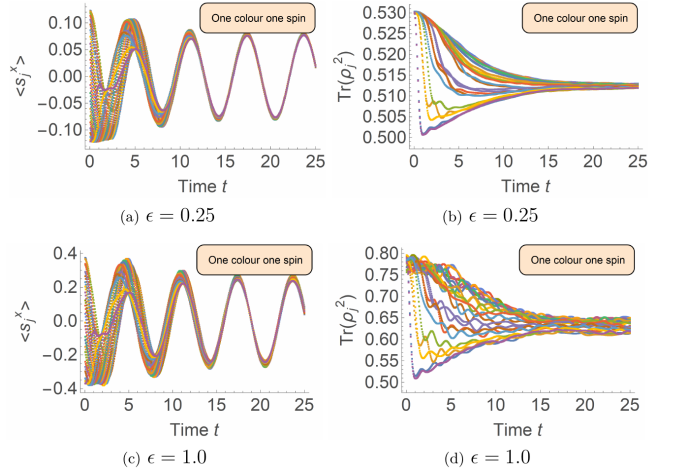 One colour one spin
<s_j^x>
0.10
0.05
0.00
−0.05
−0.10
0 5 10 15 20 25
Time t
(a) ϵ = 0.25
One colour one spin
Tr(ρ_j^2)
0.530
0.525
0.520
0.515
0.510
0.505
0.500
0 5 10 15 20 25
Time t
(b) ϵ = 0.25
One colour one spin
<s_j^x>
0.4
0.2
0.0
−0.2
−0.4
0 5 10 15 20 25
Time t
(c) ϵ = 1.0
One colour one spin
Tr(ρ_j^2)
0.80
0.75
0.70
0.65
0.60
0.55
0.50
0 5 10 15 20 25
Time t
(d) ϵ = 1.0